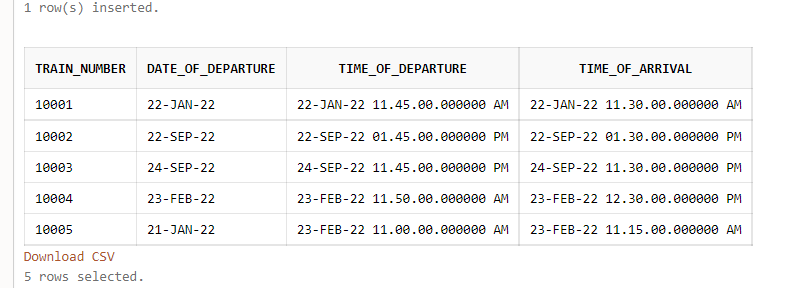 1 row(s) inserted.
TRAIN_NUMBER DATE_OF_DEPARTURE TIME_OF_DEPARTURE TIME_OF_ARRIVAL
10001 22-JAN-22 22-JAN-22 11.45.00.000000 AM 22-JAN-22 11.30.00.000000 AM
10002 22-SEP-22 22-SEP-22 01.45.00.000000 PM 22-SEP-22 01.30.00.000000 PM
10003 24-SEP-22 24-SEP-22 11.45.00.000000 PM 24-SEP-22 11.30.00.000000 PM
10004 23-FEB-22 23-FEB-22 11.50.00.000000 AM 23-FEB-22 12.30.00.000000 PM
10005 21-JAN-22 23-FEB-22 11.00.00.000000 AM 23-FEB-22 11.15.00.000000 AM
Download CSV
5 rows selected.